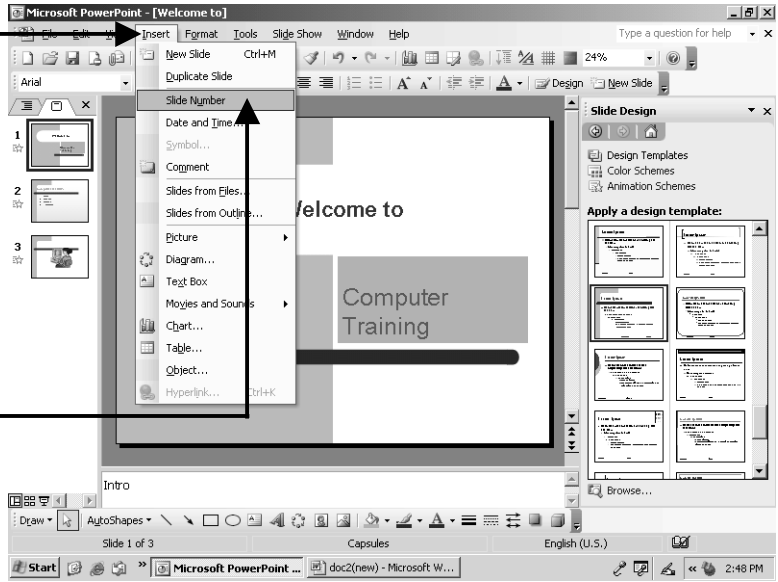 Microsoft PowerPoint - [Welcome to]
File Edit View Insert Format Tools Slide Show Window Help Type a question for help
24%
Arial
Design New Slide
New Slide Ctrl+M
Duplicate Slide
Slide Number
Date and Time...
Symbol...
Comment
Slides from Files...
Slides from Outline...
Picture
Diagram...
Text Box
Movies and Sounds
Chart...
Table...
Object...
Hyperlink... Ctrl+K
1
2
3
Welcome to
Computer
Training
Slide Design
Design Templates
Color Schemes
Animation Schemes
Apply a design template:
Browse...
Intro
Draw AutoShapes
Slide 1 of 3 Capsules English (U.S.)
Start Microsoft PowerPoint ... doc2(new) - Microsoft W... 2:48 PM